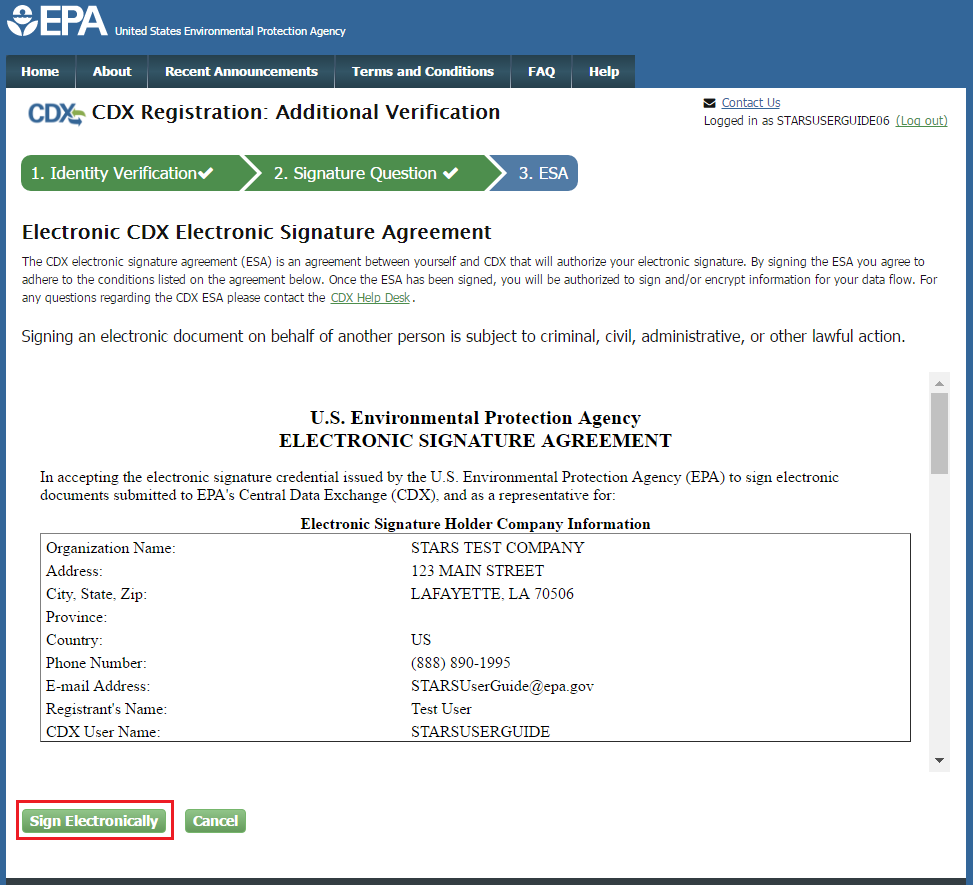 EPA United States Environmental Protection Agency
Home About Recent Announcements Terms and Conditions FAQ Help
CDX CDX Registration: Additional Verification
Contact Us
Logged in as STARSUSERGUIDE06 (Log out)
1. Identity Verification 2. Signature Question 3. ESA
Electronic CDX Electronic Signature Agreement
The CDX electronic signature agreement (ESA) is an agreement between yourself and CDX that will authorize your electronic signature. By signing the ESA you agree to
adhere to the conditions listed on the agreement below. Once the ESA has been signed, you will be authorized to sign and/or encrypt information for your data flow. For
any questions regarding the CDX ESA please contact the CDX Help Desk.
Signing an electronic document on behalf of another person is subject to criminal, civil, administrative, or other lawful action.
U.S. Environmental Protection Agency
ELECTRONIC SIGNATURE AGREEMENT
In accepting the electronic signature credential issued by the U.S. Environmental Protection Agency (EPA) to sign electronic
documents submitted to EPA's Central Data Exchange (CDX), and as a representative for:
Electronic Signature Holder Company Information
Organization Name: STARS TEST COMPANY
Address: 123 MAIN STREET
City, State, Zip: LAFAYETTE, LA 70506
Province:
Country: US
Phone Number: (888) 890-1995
E-mail Address: STARSUserGuide@epa.gov
Registrant's Name: Test User
CDX User Name: STARSUSERGUIDE
Sign Electronically Cancel